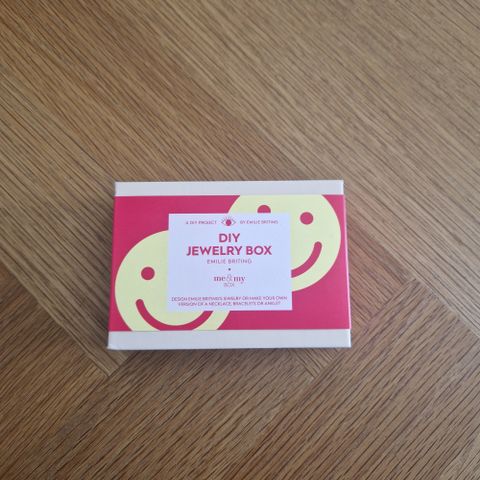 A DIY PROJECT BY EMILIE BRITING
DIY
JEWELRY BOX
EMILIE BRITING
me&my
BOX
DESIGN EMILIE BRITING'S JEWELRY OR MAKE YOUR OWN
VERSION OF A NECKLACE, BRACELETS OR ANKLET